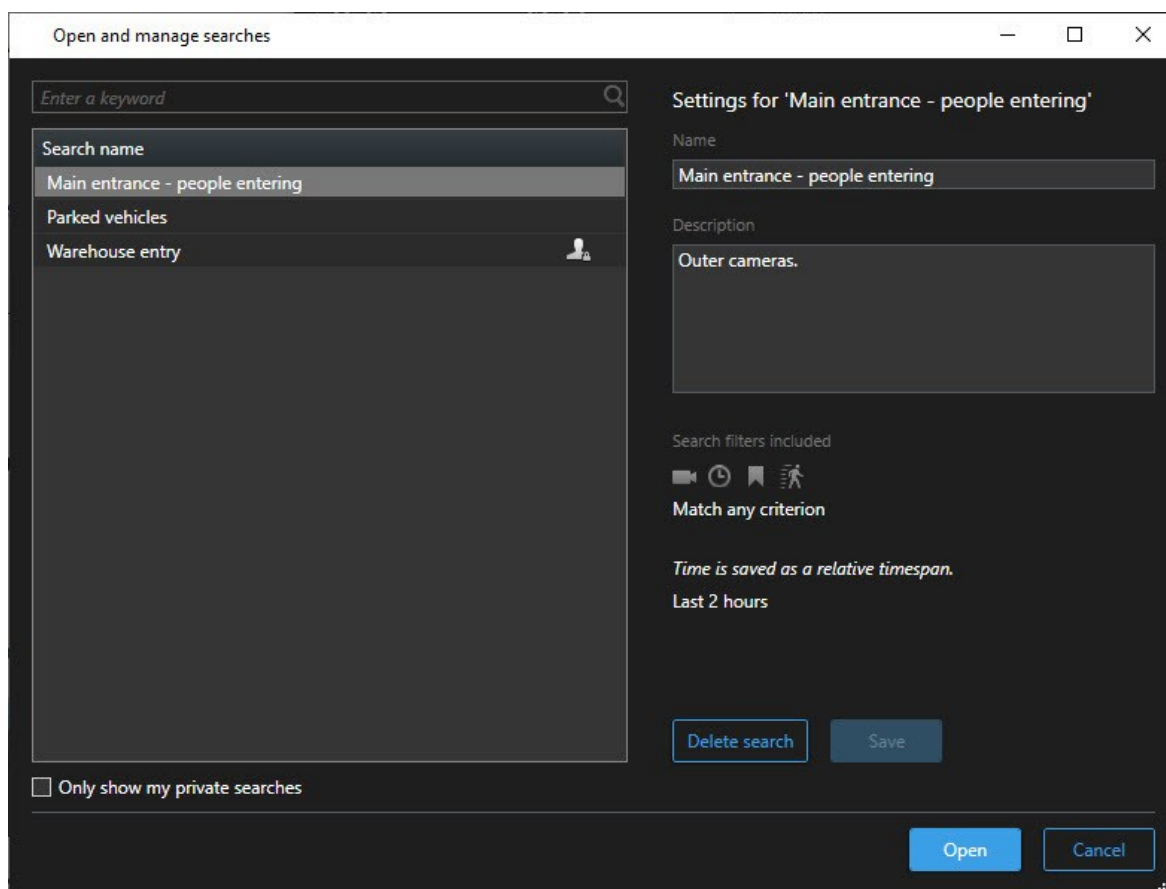 Open and manage searches
Enter a keyword
Search name
Main entrance - people entering
Parked vehicles
Warehouse entry
Only show my private searches
Settings for 'Main entrance - people entering'
Name
Main entrance - people entering
Description
Outer cameras.
Search filters included
Match any criterion
Time is saved as a relative timespan.
Last 2 hours
Delete search
Save
Open
Cancel